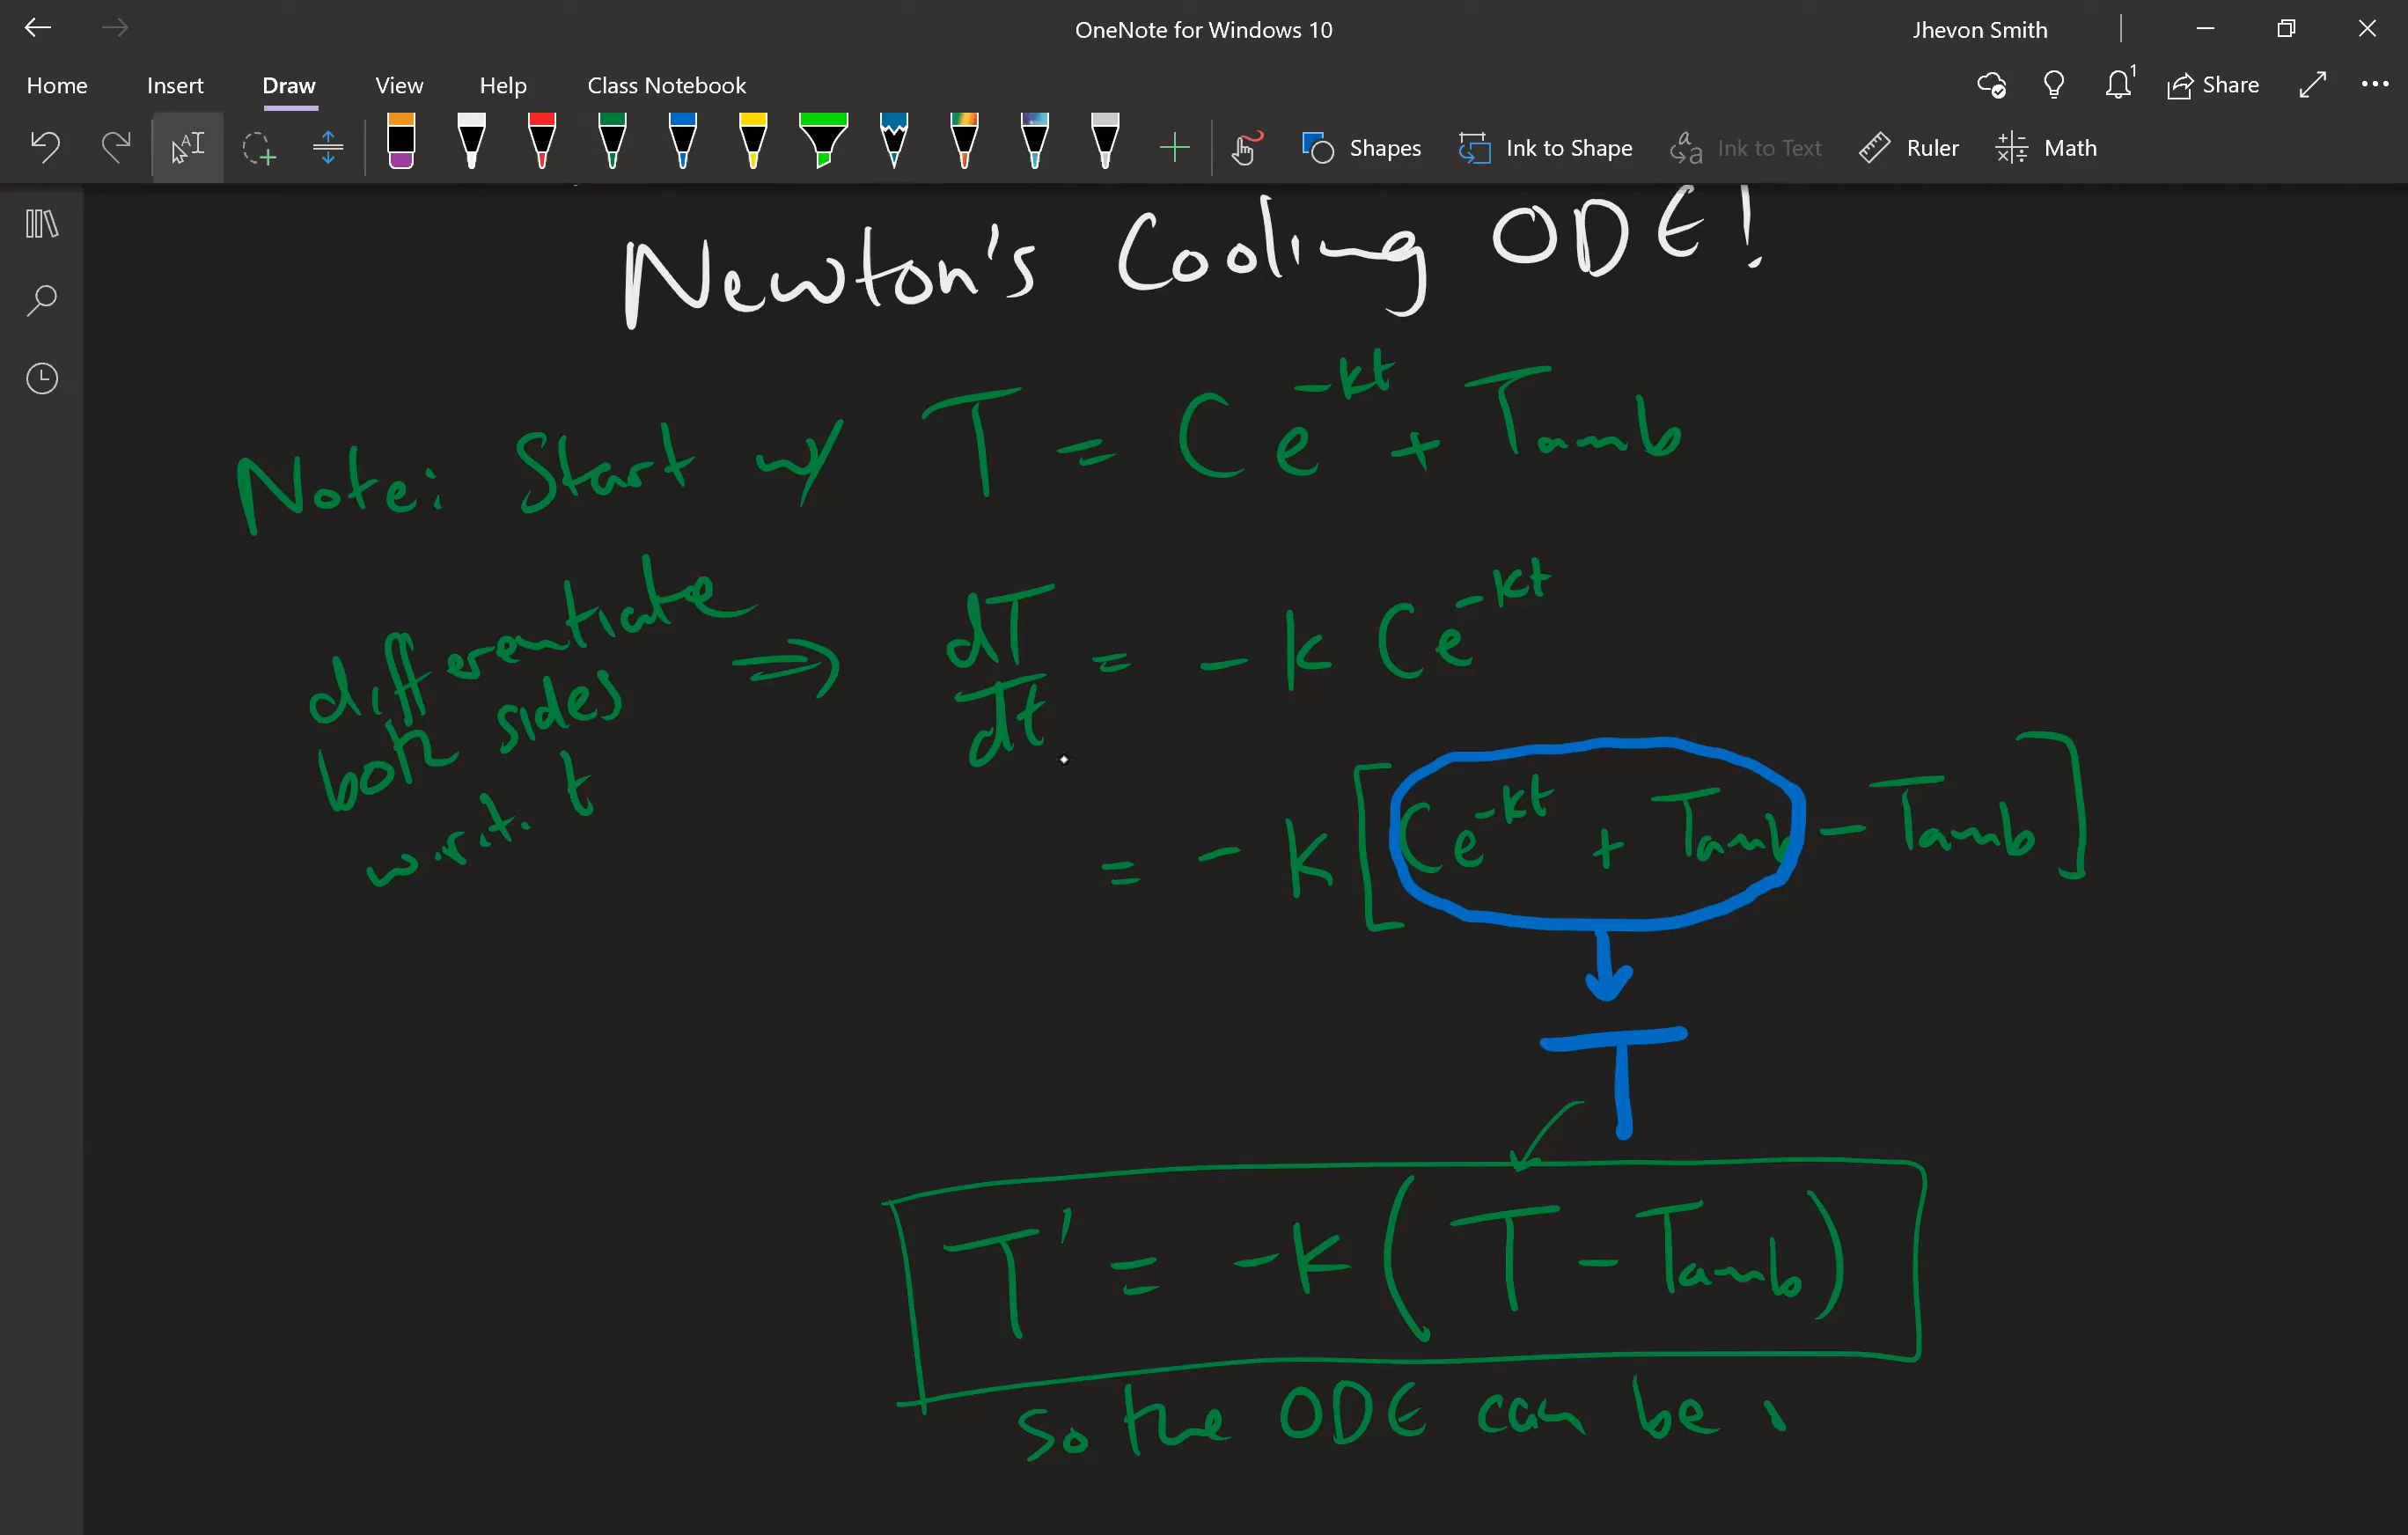 OneNote for Windows 10
Jhevon Smith
Home Insert Draw View Help Class Notebook
1 Share
Shapes Ink to Shape Ink to Text Ruler Math
Newton's Cooling ODE!
Note: Start w/ T = Ce^{-kt} + Tamb
differentiate both sides w.r.t. t ⇒ dT/dt = -k Ce^{-kt}
= -k [Ce^{-kt} + Tamb - Tamb]
T
T' = -k (T - Tamb)
so the ODE can be